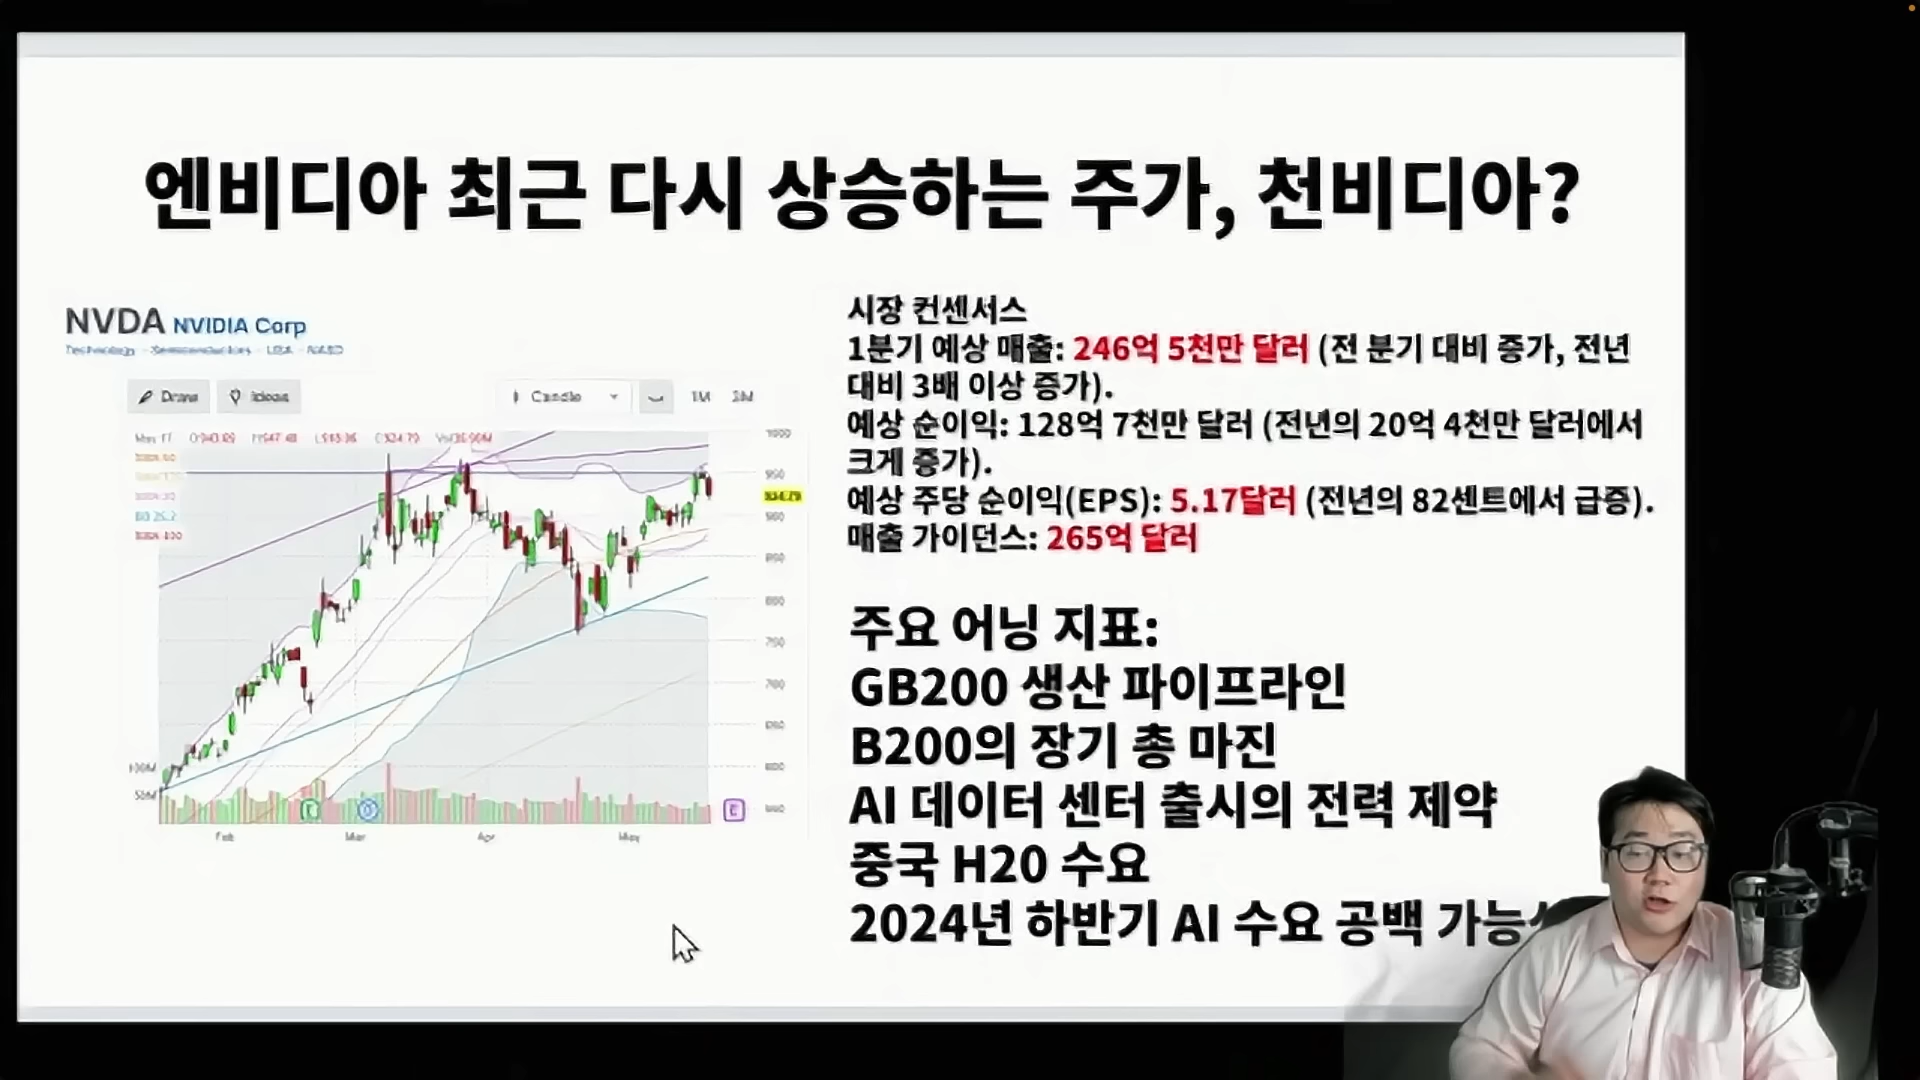 엔비디아 최근 다시 상승하는 주가, 천비디아?
NVDA NVIDIA Corp
Technology · Semiconductors · USA · NASD
Draw
Ideas
Candle
1M
May 17
Feb
Mar
Apr
May
시장 컨센서스
1분기 예상 매출: 246억 5천만 달러 (전 분기 대비 증가, 전년
대비 3배 이상 증가).
예상 순이익: 128억 7천만 달러 (전년의 20억 4천만 달러에서
크게 증가).
예상 주당 순이익(EPS): 5.17달러 (전년의 82센트에서 급증).
매출 가이던스: 265억 달러
주요 어닝 지표:
GB200 생산 파이프라인
B200의 장기 총 마진
AI 데이터 센터 출시의 전력 제약
중국 H20 수요
2024년 하반기 AI 수요 공백 가능